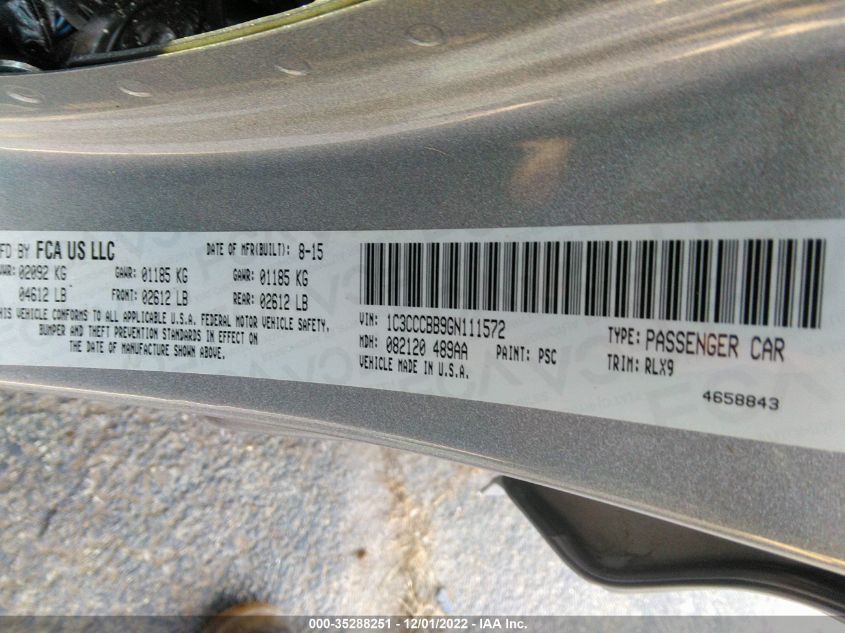 FD BY FCA US LLC DATE OF MFR(BUILT): 8-15
VWR: 02092 KG GAWR: 01185 KG GAWR: 01185 KG
04612 LB FRONT: 02612 LB REAR: 02612 LB
THIS VEHICLE CONFORMS TO ALL APPLICABLE U.S.A. FEDERAL MOTOR VEHICLE SAFETY,
BUMPER AND THEFT PREVENTION STANDARDS IN EFFECT ON
THE DATE OF MANUFACTURE SHOWN ABOVE.
VIN: 1C3CCCBB9GN111572 TYPE: PASSENGER CAR
MDH: 082120 489AA PAINT: PSC TRIM: RLX9
VEHICLE MADE IN U.S.A.
4658843
000-35288251 - 12/01/2022 - IAA Inc.